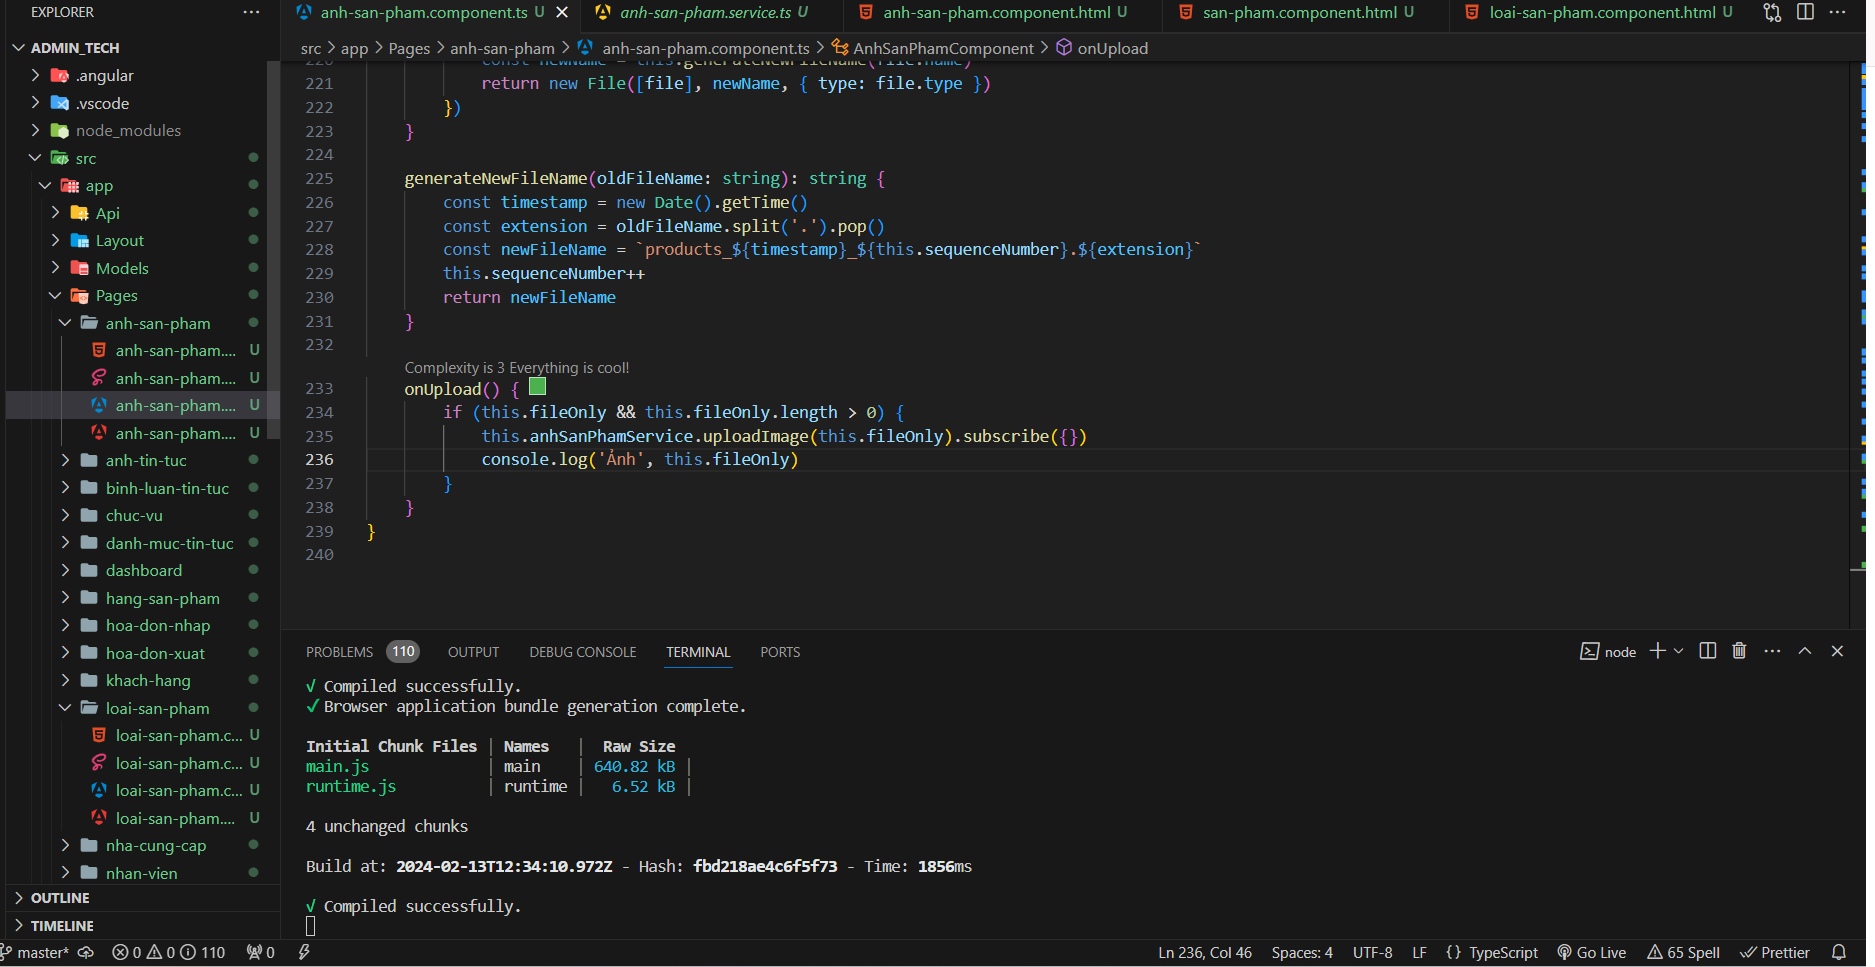 EXPLORER
ADMIN_TECH
.angular
.vscode
node_modules
src
app
Api
Layout
Models
Pages
anh-san-pham
anh-san-pham.... U
anh-san-pham.... U
anh-san-pham.... U
anh-san-pham.... U
anh-tin-tuc
binh-luan-tin-tuc
chuc-vu
danh-muc-tin-tuc
dashboard
hang-san-pham
hoa-don-nhap
hoa-don-xuat
khach-hang
loai-san-pham
loai-san-pham.c... U
loai-san-pham.c... U
loai-san-pham.c... U
loai-san-pham.... U
nha-cung-cap
nhan-vien
OUTLINE
TIMELINE
anh-san-pham.component.ts U
anh-san-pham.service.ts U
anh-san-pham.component.html U
san-pham.component.html U
loai-san-pham.component.html U
src > app > Pages > anh-san-pham > anh-san-pham.component.ts > AnhSanPhamComponent > onUpload
220 const newName = this.generateNewFileName(file.name)
221 return new File([file], newName, { type: file.type })
222 })
223 }
224
225 generateNewFileName(oldFileName: string): string {
226 const timestamp = new Date().getTime()
227 const extension = oldFileName.split('.').pop()
228 const newFileName = `products_${timestamp}_${this.sequenceNumber}.${extension}`
229 this.sequenceNumber++
230 return newFileName
231 }
232
Complexity is 3 Everything is cool!
233 onUpload() {
234 if (this.fileOnly && this.fileOnly.length > 0) {
235 this.anhSanPhamService.uploadImage(this.fileOnly).subscribe({})
236 console.log('Ảnh', this.fileOnly)
237 }
238 }
239 }
240
PROBLEMS 110 OUTPUT DEBUG CONSOLE TERMINAL PORTS
node
√ Compiled successfully.
✓ Browser application bundle generation complete.
Initial Chunk Files | Names | Raw Size
main.js | main | 640.82 kB |
runtime.js | runtime | 6.52 kB |
4 unchanged chunks
Build at: 2024-02-13T12:34:10.972Z - Hash: fbd218ae4c6f5f73 - Time: 1856ms
√ Compiled successfully.
master* 0 0 110 0
Ln 236, Col 46 Spaces: 4 UTF-8 LF {} TypeScript Go Live 65 Spell Prettier